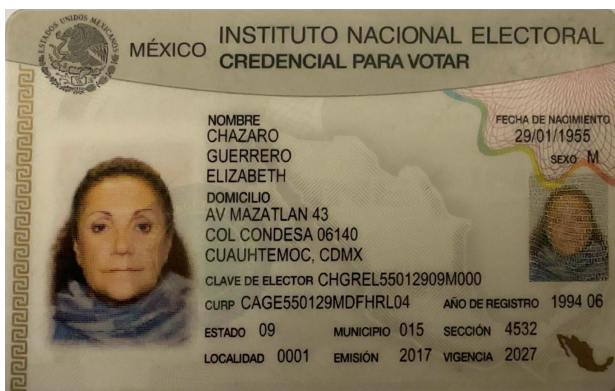 ESTADOS UNIDOS MEXICANOS
MÉXICO
INSTITUTO NACIONAL ELECTORAL
CREDENCIAL PARA VOTAR
NOMBRE
CHAZARO
GUERRERO
ELIZABETH
FECHA DE NACIMIENTO
29/01/1955
SEXO M
DOMICILIO
AV MAZATLAN 43
COL CONDESA 06140
CUAUHTEMOC, CDMX
CLAVE DE ELECTOR CHGREL55012909M000
CURP CAGE550129MDFHRL04 AÑO DE REGISTRO 1994 06
ESTADO 09 MUNICIPIO 015 SECCIÓN 4532
LOCALIDAD 0001 EMISIÓN 2017 VIGENCIA 2027